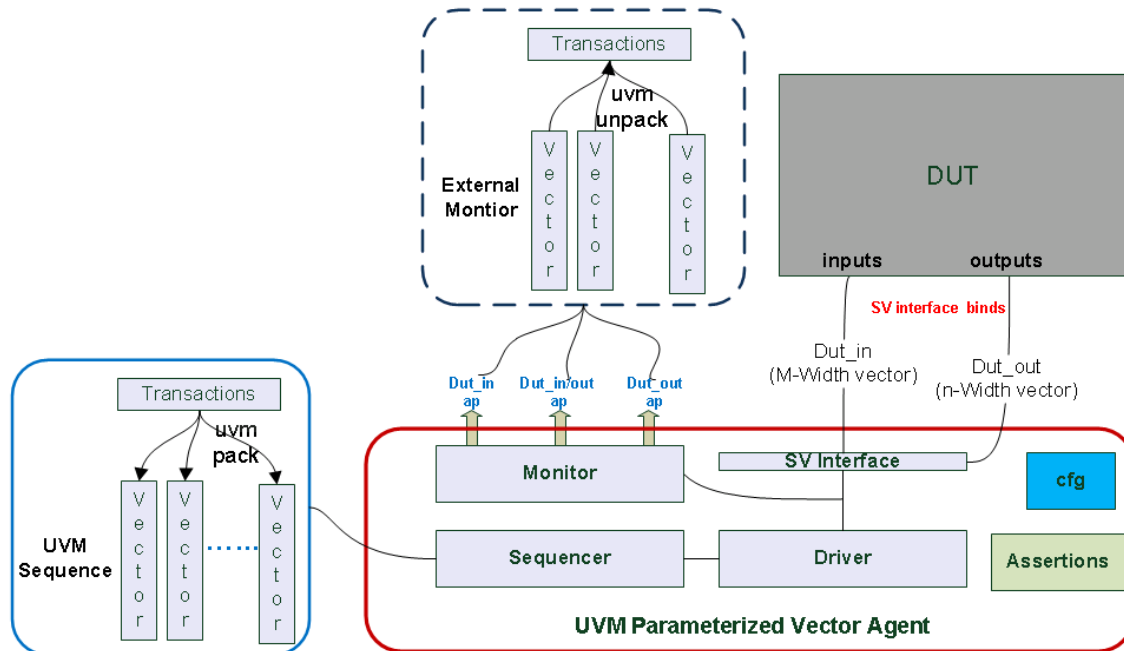 Transactions
uvm
unpack
Vector
Vector
Vector
External
Montior
DUT
inputs
outputs
SV interface binds
Dut_in
(M-Width vector)
Dut_out
(n-Width vector)
Dut_in
ap
Dut_in/out
ap
Dut_out
ap
Transactions
uvm
pack
Vector
Vector
Vector
UVM
Sequence
Monitor
SV Interface
cfg
Sequencer
Driver
Assertions
UVM Parameterized Vector Agent